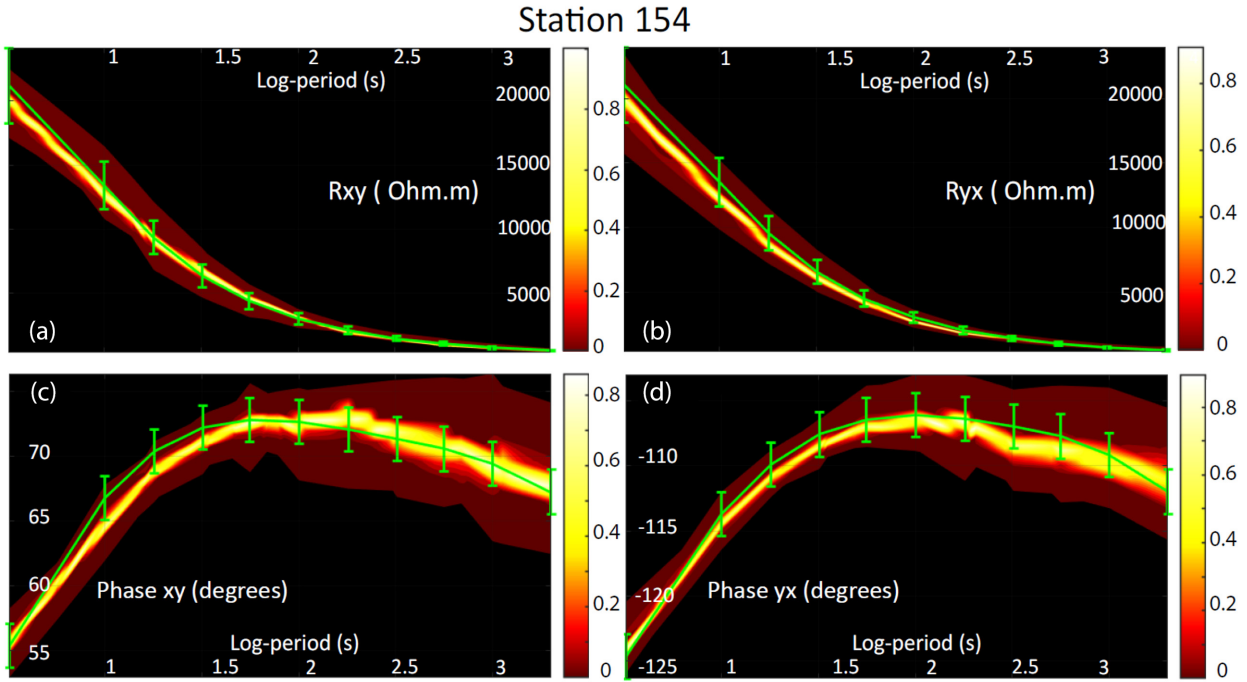 Station 154
1 1.5 2 2.5 3
Log-period (s)
20000
15000
Rxy ( Ohm.m)
10000
5000
(a)
0.8
0.6
0.4
0.2
0
1 1.5 2 2.5 3
Log-period (s)
20000
15000
Ryx ( Ohm.m)
10000
5000
(b)
0.8
0.6
0.4
0.2
0
(c)
70
65
60
55
Phase xy (degrees)
Log-period (s)
1 1.5 2 2.5 3
0.8
0.6
0.4
0.2
0
(d)
-110
-115
-120
-125
Phase yx (degrees)
Log-period (s)
1 1.5 2 2.5 3
0.8
0.6
0.4
0.2
0